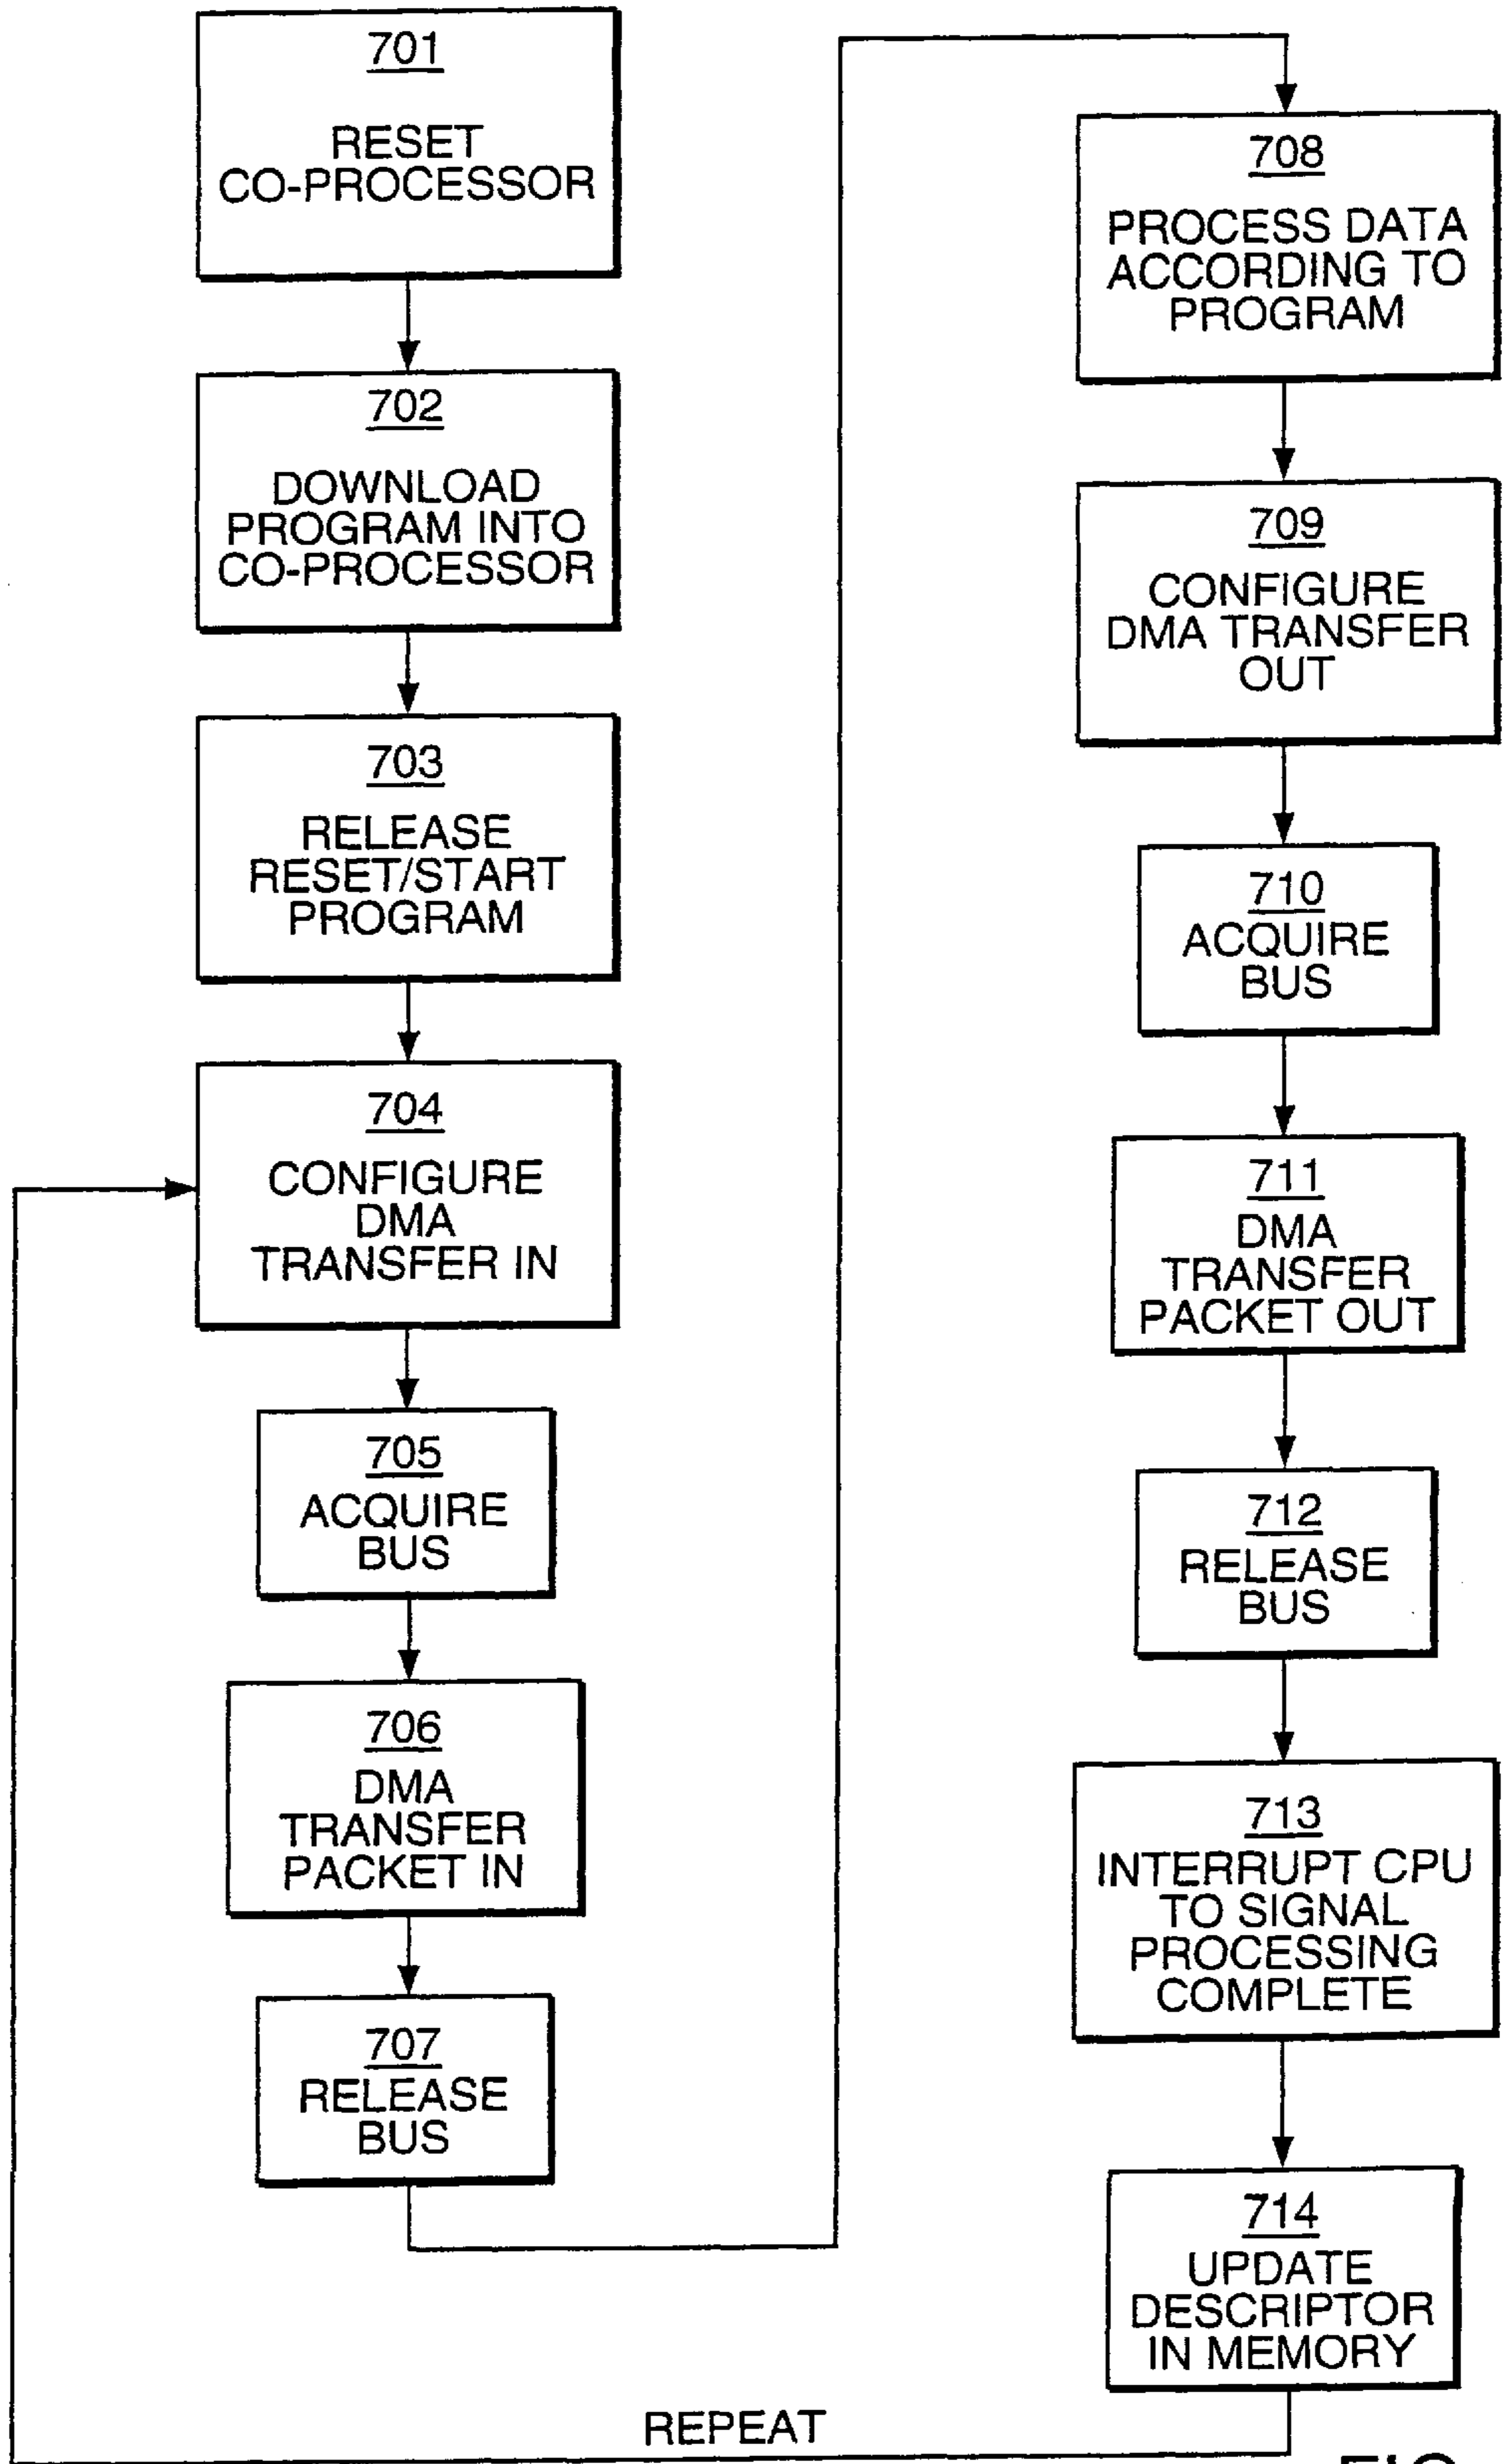 701
RESET
CO-PROCESSOR
702
DOWNLOAD
PROGRAM INTO
CO-PROCESSOR
703
RELEASE
RESET/START
PROGRAM
704
CONFIGURE
DMA
TRANSFER IN
705
ACQUIRE
BUS
706
DMA
TRANSFER
PACKET IN
707
RELEASE
BUS
708
PROCESS DATA
ACCORDING TO
PROGRAM
709
CONFIGURE
DMA TRANSFER
OUT
710
ACQUIRE
BUS
711
DMA
TRANSFER
PACKET OUT
712
RELEASE
BUS
713
INTERRUPT CPU
TO SIGNAL
PROCESSING
COMPLETE
714
UPDATE
DESCRIPTOR
IN MEMORY
REPEAT